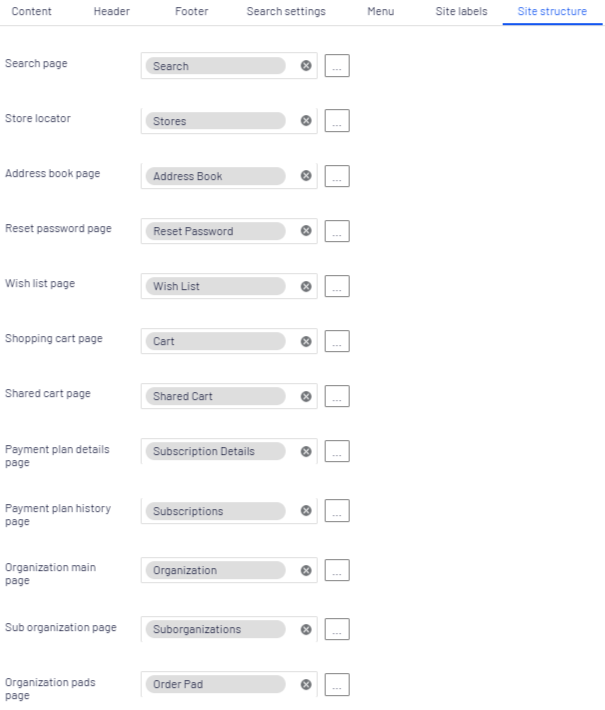 Content Header Footer Search settings Menu Site labels Site structure
Search page Search ...
Store locator Stores ...
Address book page Address Book ...
Reset password page Reset Password ...
Wish list page Wish List ...
Shopping cart page Cart ...
Shared cart page Shared Cart ...
Payment plan details Subscription Details ...
page
Payment plan history Subscriptions ...
page
Organization main Organization ...
page
Sub organization page Suborganizations ...
Organization pads Order Pad ...
page